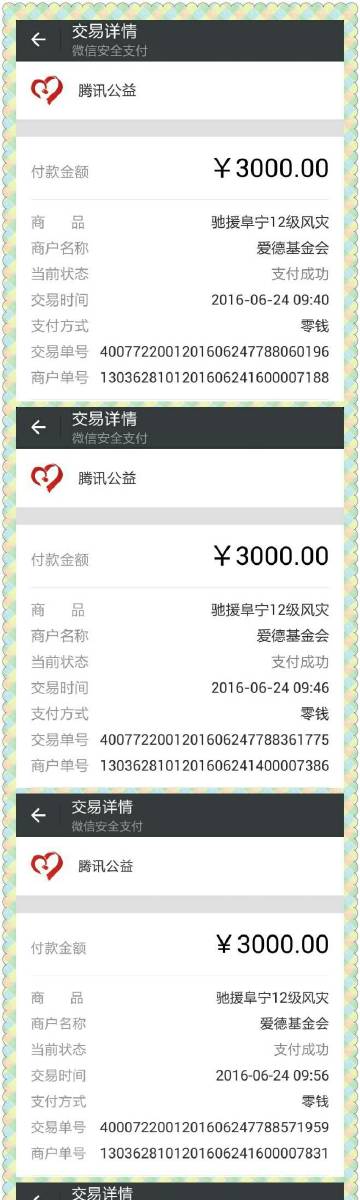 交易详情
微信安全支付
腾讯公益
付款金额 ￥3000.00
商 品 驰援阜宁12级风灾
商户名称 爱德基金会
当前状态 支付成功
交易时间 2016-06-24 09:40
支付方式 零钱
交易单号 4007722001201606247788060196
商户单号 1303628101201606241600007188
交易详情
微信安全支付
腾讯公益
付款金额 ￥3000.00
商 品 驰援阜宁12级风灾
商户名称 爱德基金会
当前状态 支付成功
交易时间 2016-06-24 09:46
支付方式 零钱
交易单号 4007722001201606247788361775
商户单号 1303628101201606241400007386
交易详情
微信安全支付
腾讯公益
付款金额 ￥3000.00
商 品 驰援阜宁12级风灾
商户名称 爱德基金会
当前状态 支付成功
交易时间 2016-06-24 09:56
支付方式 零钱
交易单号 4000722001201606247788571959
商户单号 1303628101201606241600007831
交易详情